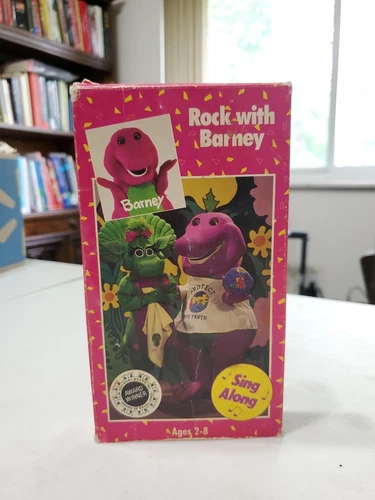 Rock with
Barney
Barney
PROTECT
EARTH
AWARD
WINNER
Sing
Along
Ages 2-8